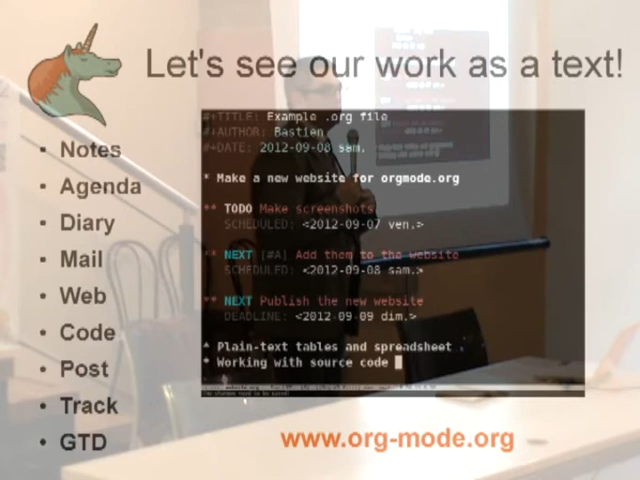 Let's see our work as a text!
• Notes
• Agenda
• Diary
• Mail
• Web
• Code
• Post
• Track
• GTD
#+TITLE: Example .org file
#+AUTHOR: Bastien
#+DATE: 2012-09-08 sam.
* Make a new website for orgmode.org
** TODO Make screenshots
SCHEDULED: <2012-09-07 ven.>
** NEXT [#A] Add them to the website
SCHEDULED: <2012-09-08 sam.>
** NEXT Publish the new website
DEADLINE: <2012-09-09 dim.>
* Plain-text tables and spreadsheet
* Working with source code
www.org-mode.org